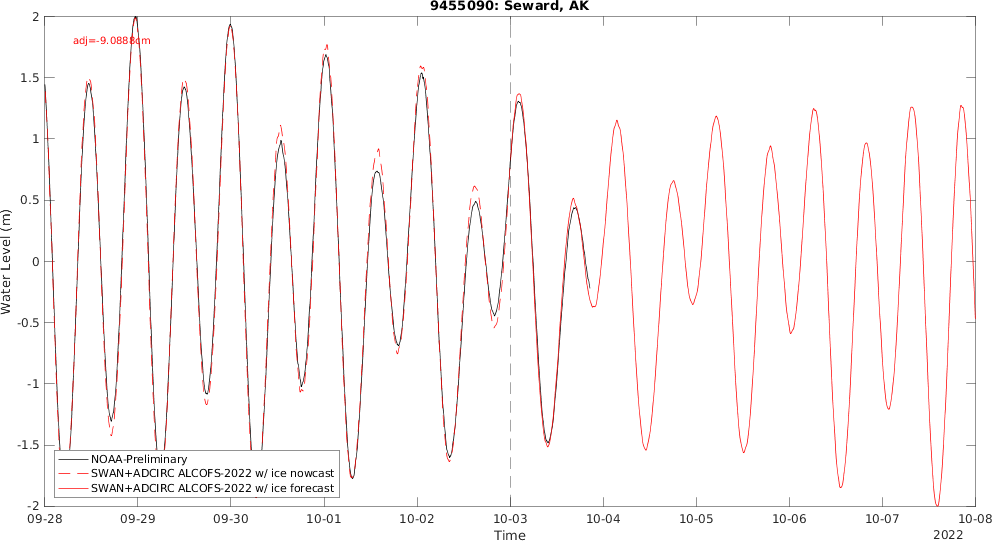 9455090: Seward, AK
adj=-9.0888cm
Water Level (m)
2
1.5
1
0.5
0
-0.5
-1
-1.5
-2
NOAA-Preliminary
SWAN+ADCIRC ALCOFS-2022 w/ ice nowcast
SWAN+ADCIRC ALCOFS-2022 w/ ice forecast
09-28 09-29 09-30 10-01 10-02 10-03 10-04 10-05 10-06 10-07 10-08
Time
2022